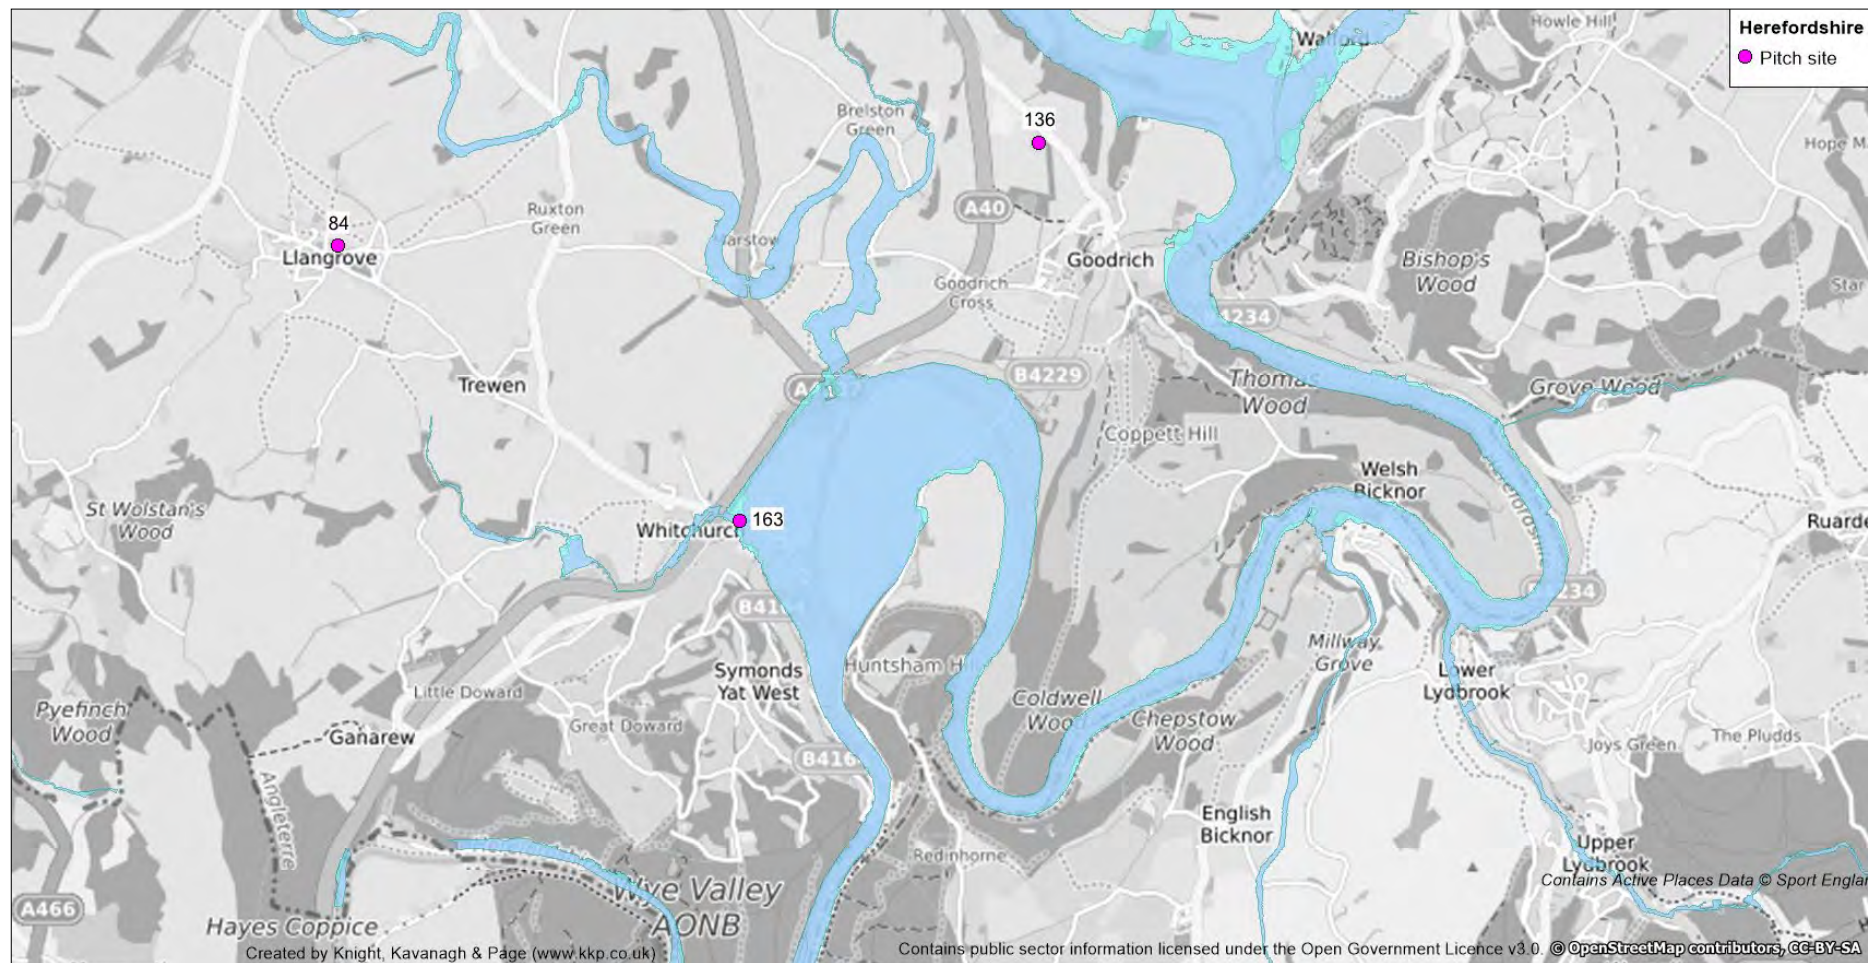 Herefordshire
Pitch site
Howle Hill
Walford
Brelston
Green
136
Hope M
84
Ruxton
Green
A40
Llangrove
Goodrich
Bishop's
Wood
Goodrich
Cross
Star
4234
Trewen
B4229
Thomas
Wood
Grove Wood
Coppett Hill
Welsh
Bicknor
St Wolstan's
Wood
Whitchurch
163
Ruarde
B416
234
Millway
Grove
Symonds
Yat West
Huntsham Hill
Lower
Lydbrook
Little Doward
Pyefinch
Wood
Great Doward
Coldwell
Wood
Chepstow
Wood
Ganarew
Joys Green
The Pludds
B416
Angleterre
English
Bicknor
Redinhorne
Upper
Lydbrook
Wye Valley
AONB
A466
Hayes Coppice
Contains Active Places Data © Sport Englan
Created by Knight, Kavanagh & Page (www.kkp.co.uk)
Contains public sector information licensed under the Open Government Licence v3.0. © OpenStreetMap contributors, CC-BY-SA